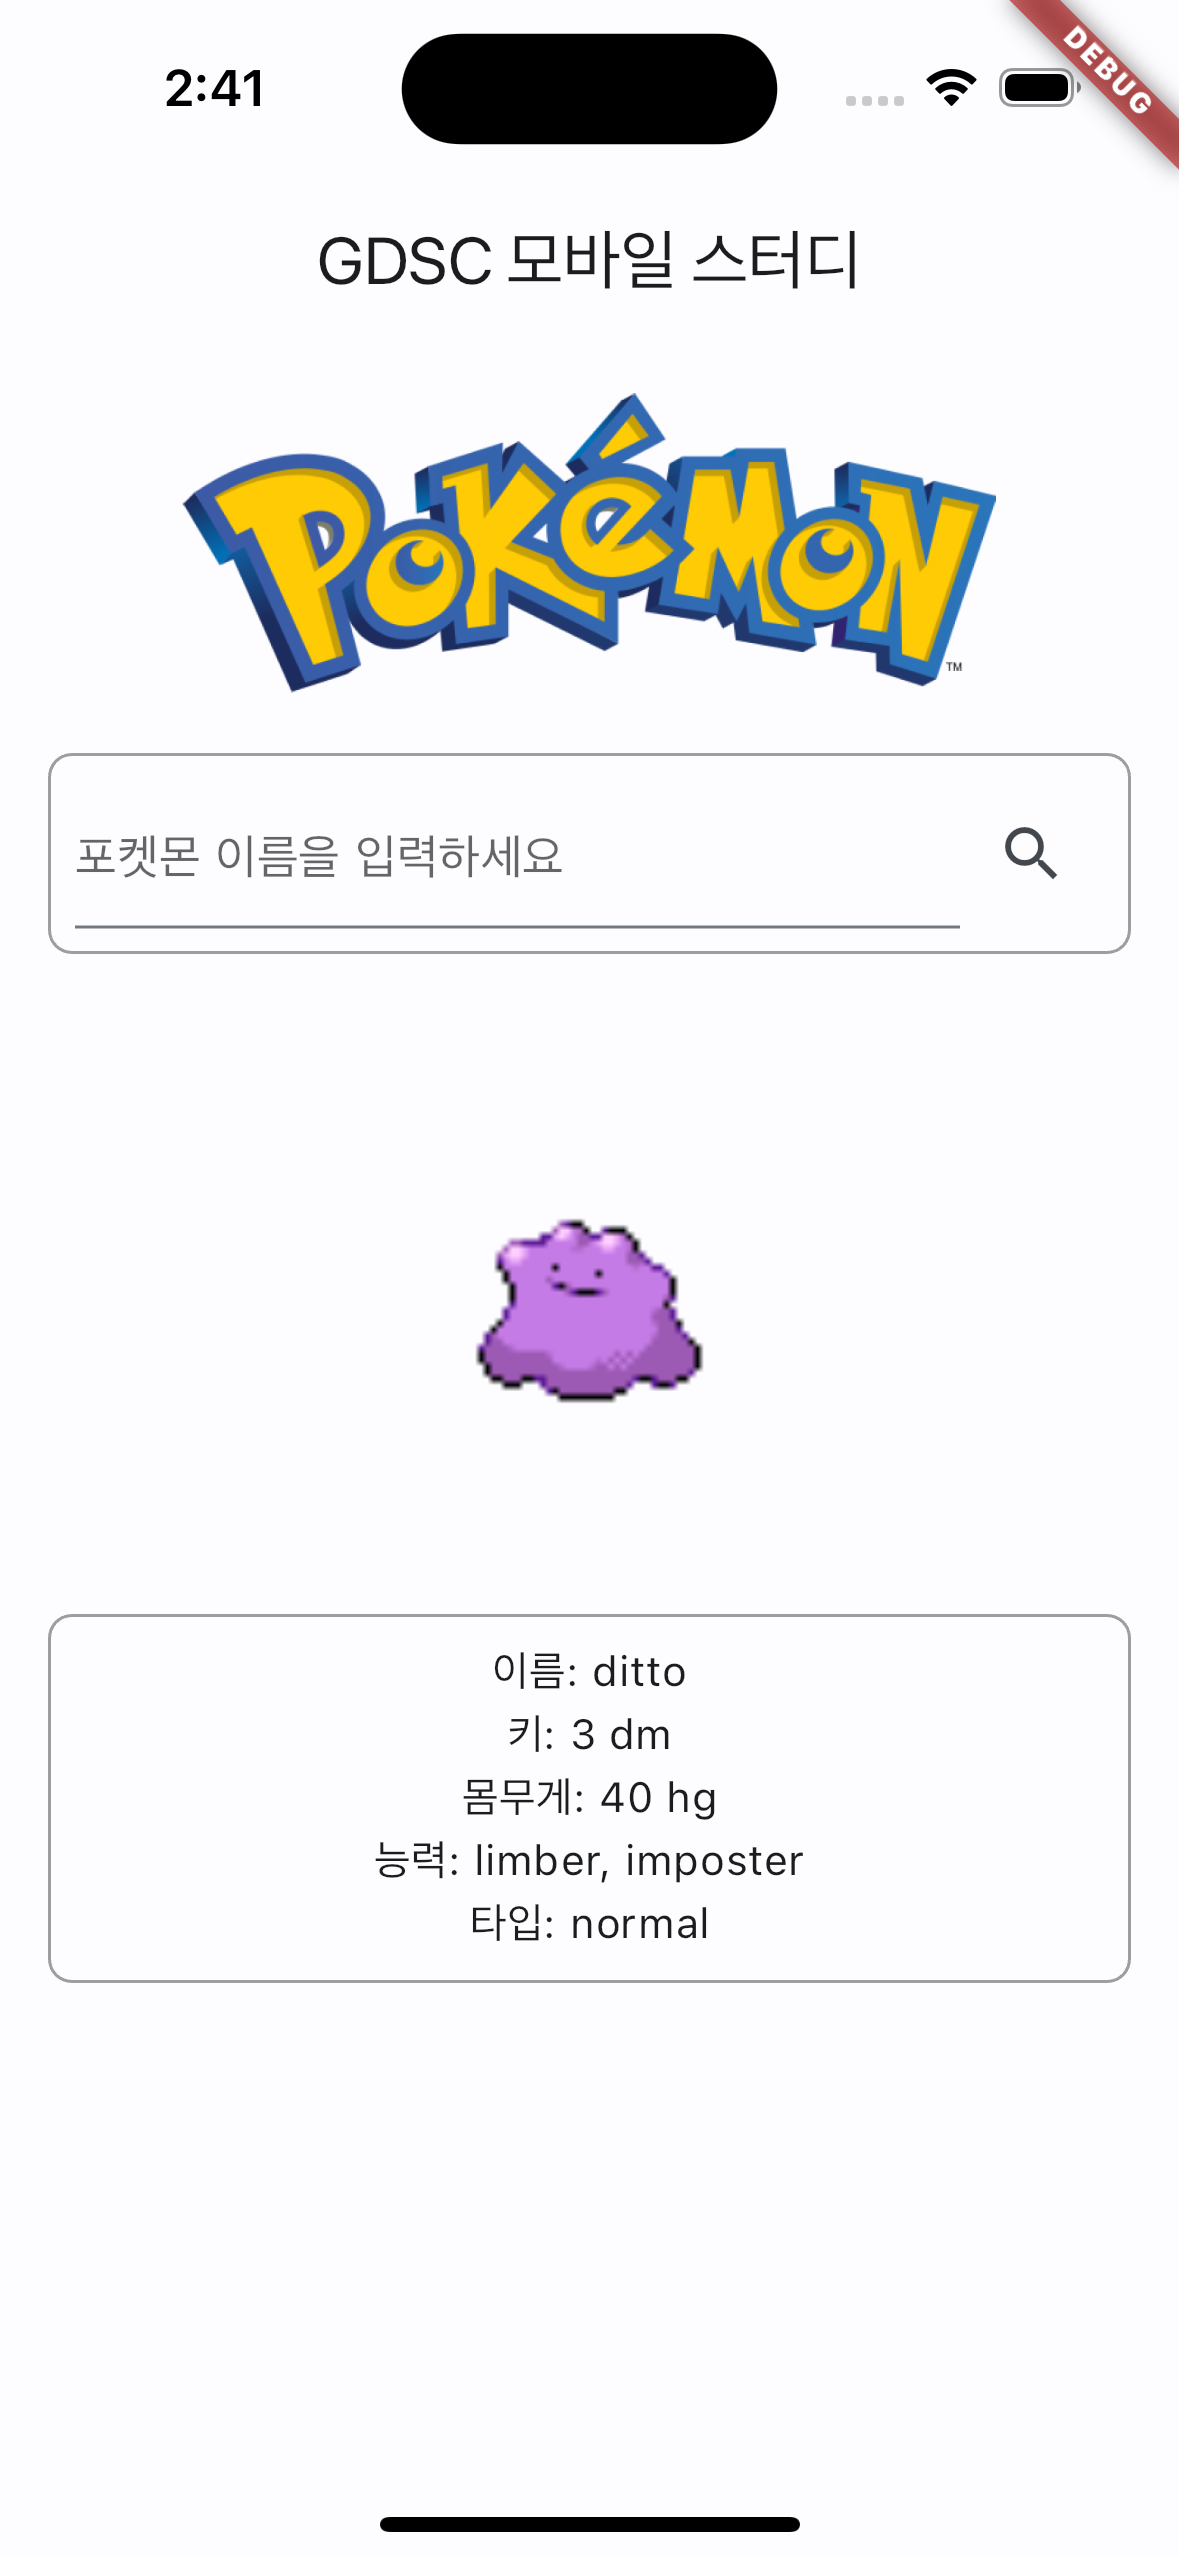 2:41
DEBUG
GDSC 모바일 스터디
Pokémon
TM
포켓몬 이름을 입력하세요
이름: ditto
키: 3 dm
몸무게: 40 hg
능력: limber, imposter
타입: normal